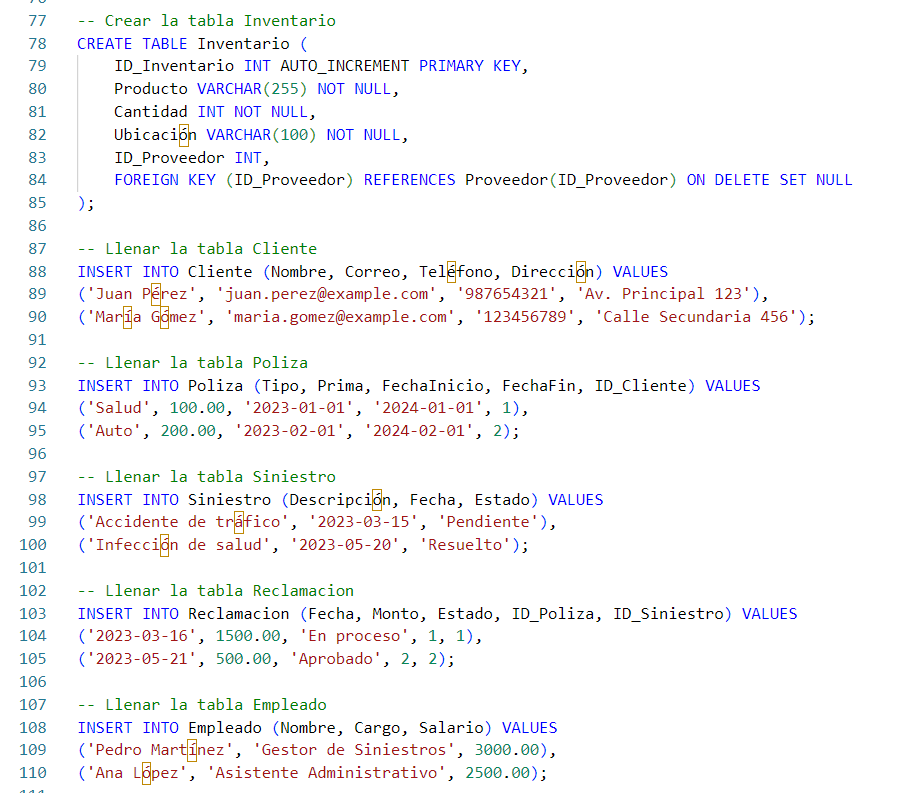 77 -- Crear la tabla Inventario
78 CREATE TABLE Inventario (
79 ID_Inventario INT AUTO_INCREMENT PRIMARY KEY,
80 Producto VARCHAR(255) NOT NULL,
81 Cantidad INT NOT NULL,
82 Ubicación VARCHAR(100) NOT NULL,
83 ID_Proveedor INT,
84 FOREIGN KEY (ID_Proveedor) REFERENCES Proveedor(ID_Proveedor) ON DELETE SET NULL
85 );
86
87 -- Llenar la tabla Cliente
88 INSERT INTO Cliente (Nombre, Correo, Teléfono, Dirección) VALUES
89 ('Juan Pérez', 'juan.perez@example.com', '987654321', 'Av. Principal 123'),
90 ('María Gómez', 'maria.gomez@example.com', '123456789', 'Calle Secundaria 456');
91
92 -- Llenar la tabla Poliza
93 INSERT INTO Poliza (Tipo, Prima, FechaInicio, FechaFin, ID_Cliente) VALUES
94 ('Salud', 100.00, '2023-01-01', '2024-01-01', 1),
95 ('Auto', 200.00, '2023-02-01', '2024-02-01', 2);
96
97 -- Llenar la tabla Siniestro
98 INSERT INTO Siniestro (Descripción, Fecha, Estado) VALUES
99 ('Accidente de tráfico', '2023-03-15', 'Pendiente'),
100 ('Infección de salud', '2023-05-20', 'Resuelto');
101
102 -- Llenar la tabla Reclamacion
103 INSERT INTO Reclamacion (Fecha, Monto, Estado, ID_Poliza, ID_Siniestro) VALUES
104 ('2023-03-16', 1500.00, 'En proceso', 1, 1),
105 ('2023-05-21', 500.00, 'Aprobado', 2, 2);
106
107 -- Llenar la tabla Empleado
108 INSERT INTO Empleado (Nombre, Cargo, Salario) VALUES
109 ('Pedro Martínez', 'Gestor de Siniestros', 3000.00),
110 ('Ana López', 'Asistente Administrativo', 2500.00);